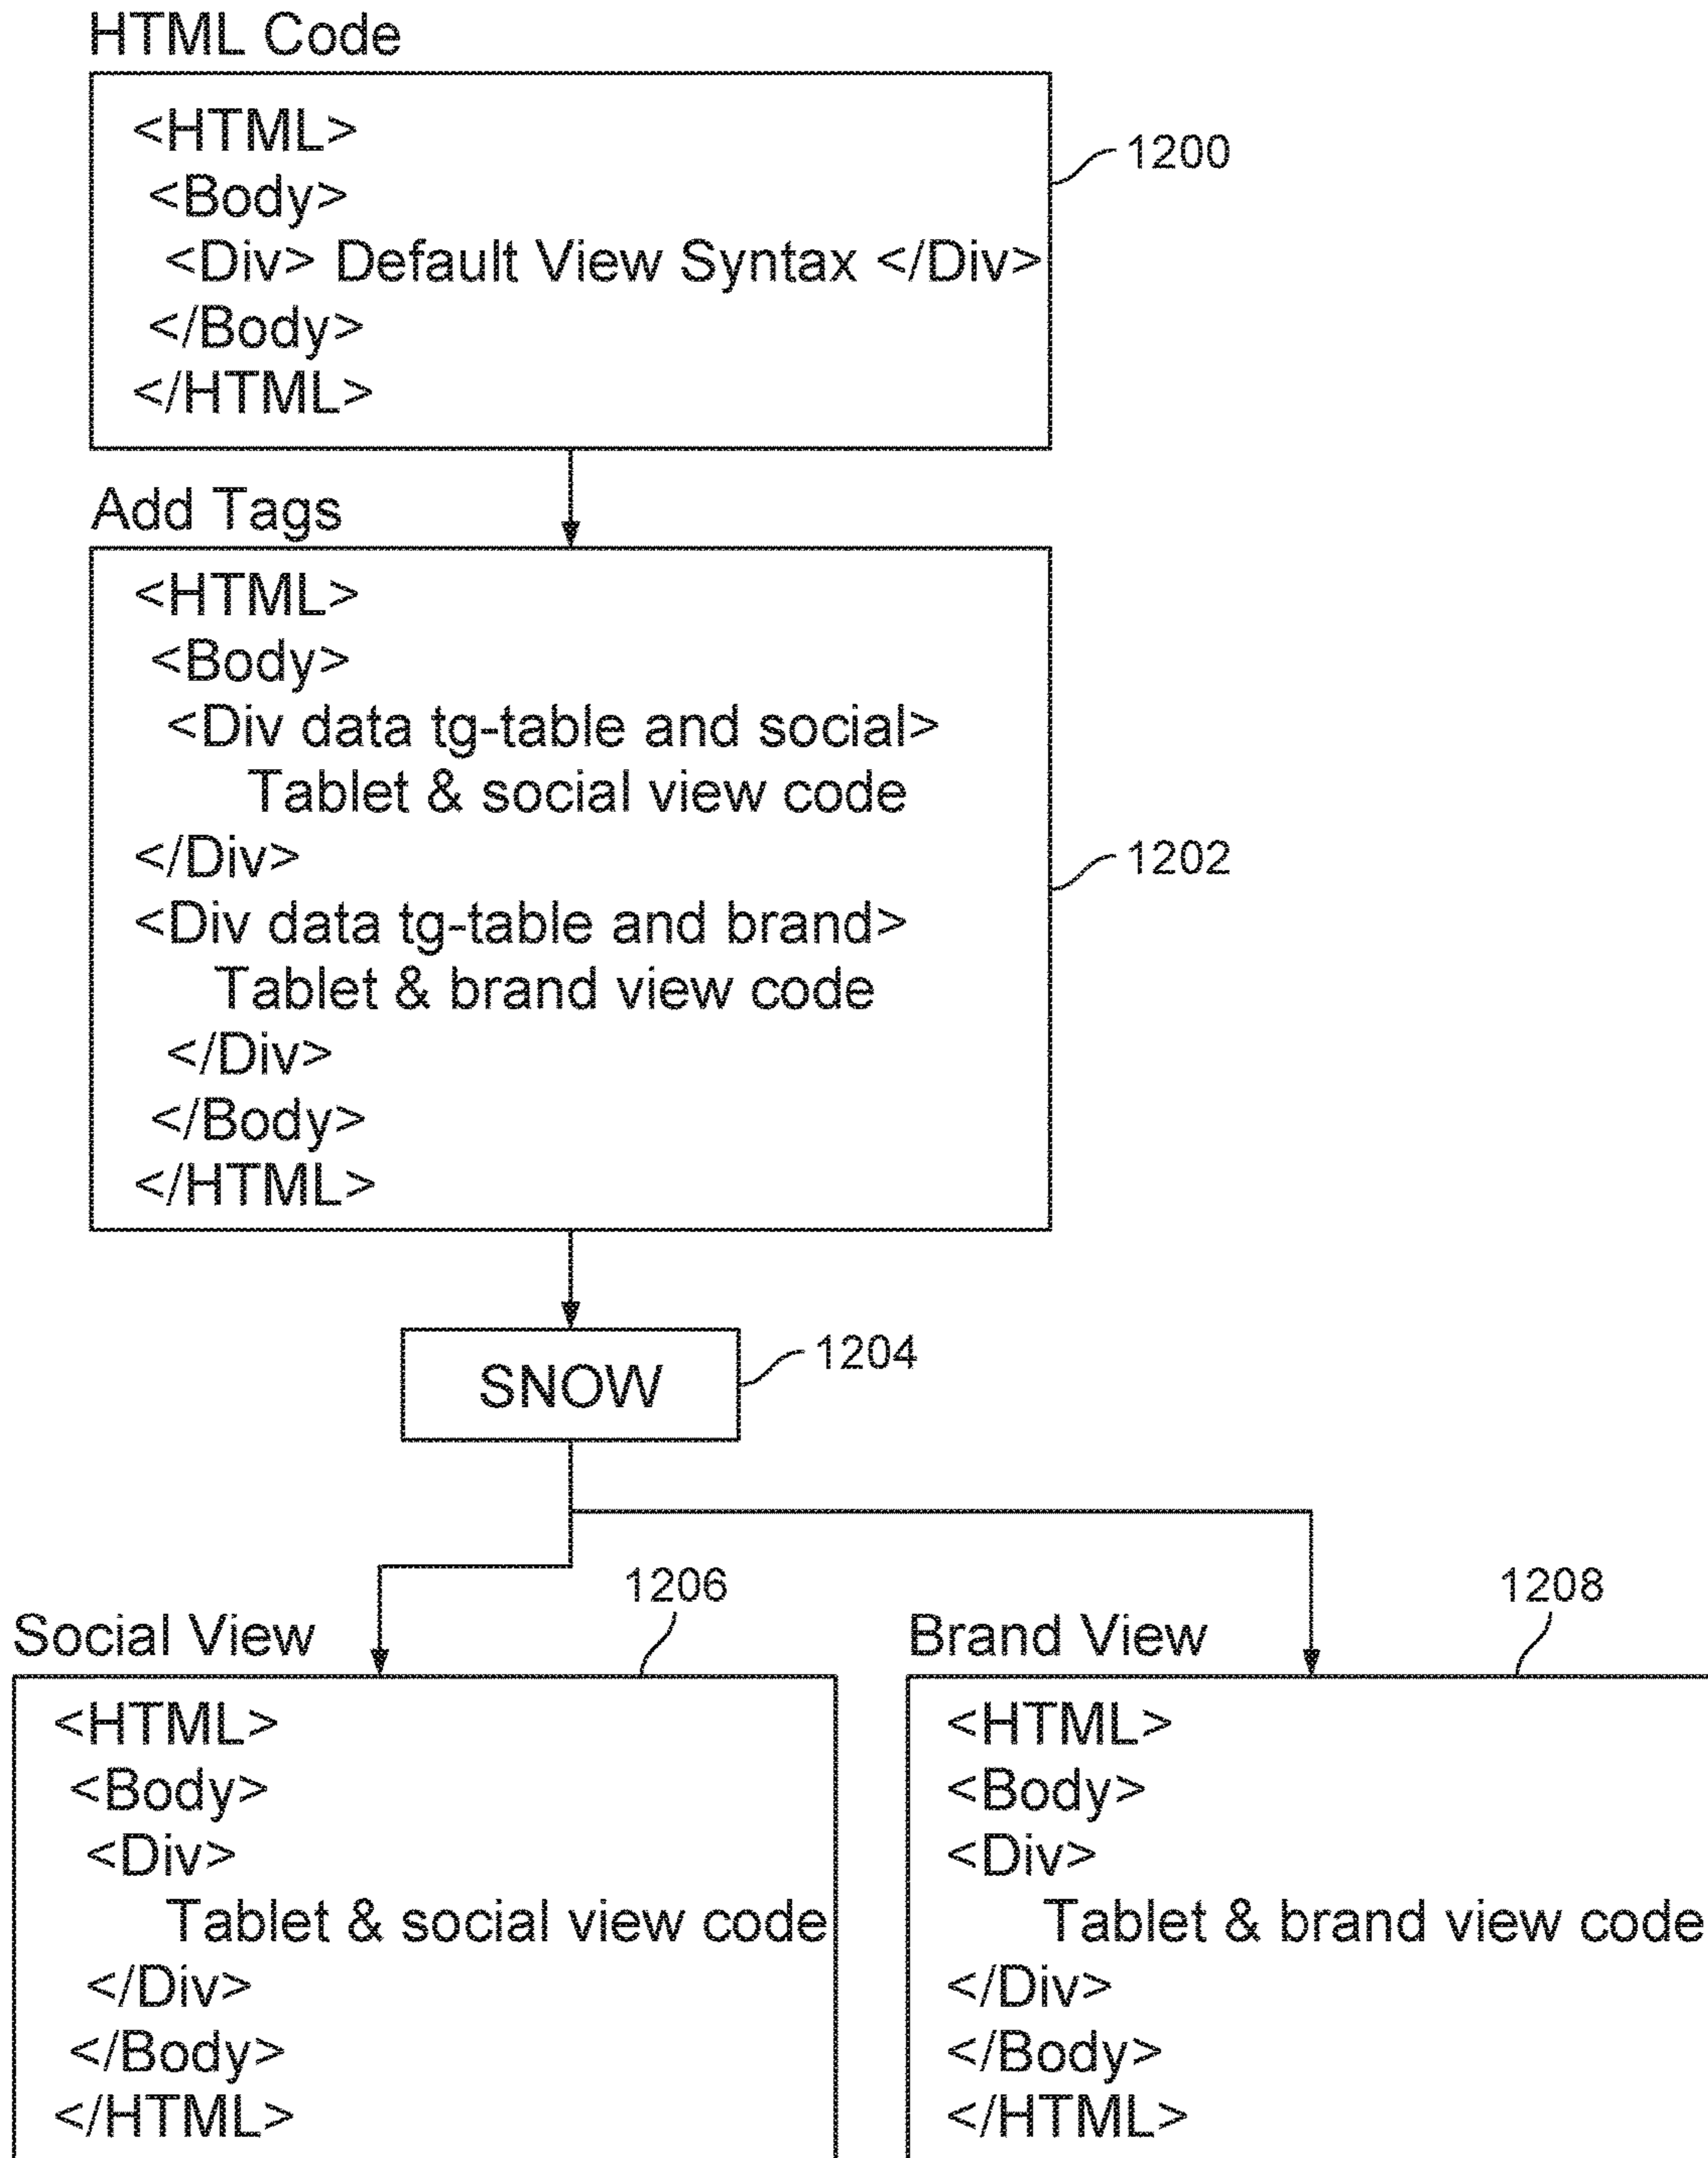 HTML Code
<HTML>
<Body>
<Div> Default View Syntax </Div>
</Body>
</HTML>
1200
Add Tags
<HTML>
<Body>
<Div data tg-table and social>
Tablet & social view code
</Div>
<Div data tg-table and brand>
Tablet & brand view code
</Div>
</Body>
</HTML>
1202
SNOW
1204
Social View
1206
<HTML>
<Body>
<Div>
Tablet & social view code
</Div>
</Body>
</HTML>
Brand View
1208
<HTML>
<Body>
<Div>
Tablet & brand view code
</Div>
</Body>
</HTML>